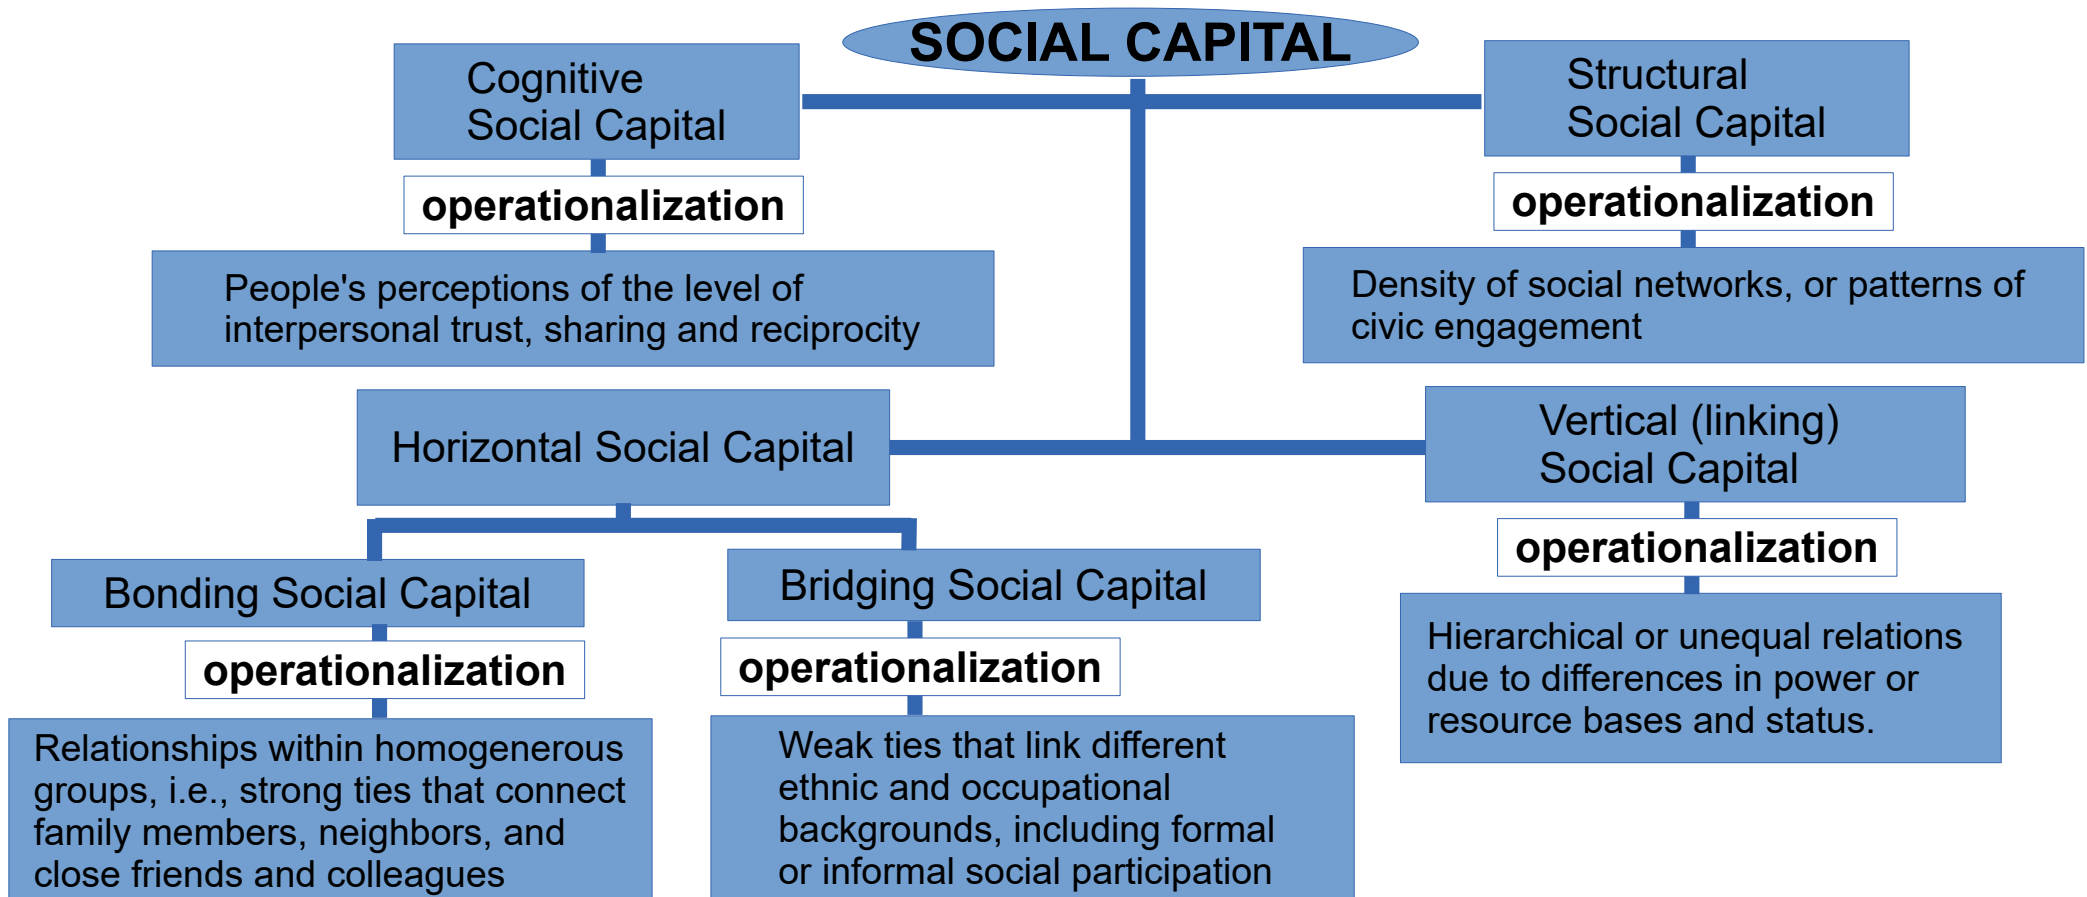 SOCIAL CAPITAL
Cognitive
Social Capital
Structural
Social Capital
operationalization
operationalization
People's perceptions of the level of
interpersonal trust, sharing and reciprocity
Density of social networks, or patterns of
civic engagement
Horizontal Social Capital
Vertical (linking)
Social Capital
operationalization
Bonding Social Capital
Bridging Social Capital
operationalization
operationalization
Hierarchical or unequal relations
due to differences in power or
resource bases and status.
Relationships within homogenerous
groups, i.e., strong ties that connect
family members, neighbors, and
close friends and colleagues
Weak ties that link different
ethnic and occupational
backgrounds, including formal
or informal social participation